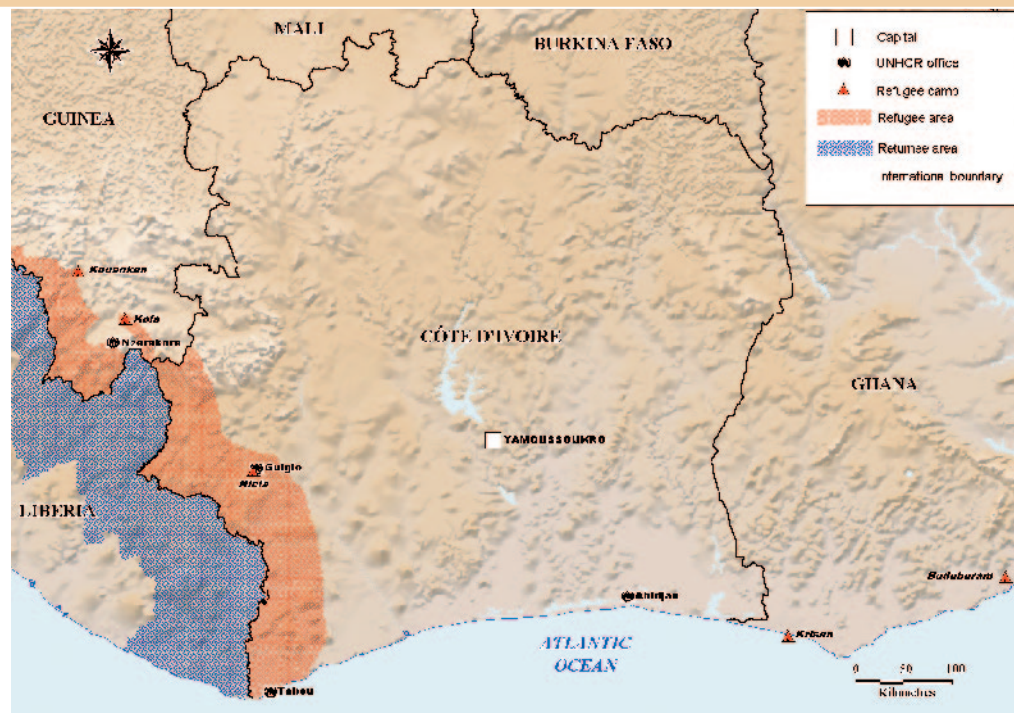 MALI
BURKINA FASO
GUINEA
Capital
UNHCR office
Refugee camp
Refugee area
Returnee area
International boundary
Kouankan
Kola
Nzerekore
CÔTE D'IVOIRE
GHANA
YAMOUSSOUKRO
Guiglo
Nicla
LIBERIA
Abidjan
Buduburam
Krisan
ATLANTIC
OCEAN
Tabou
0 50 100
Kilometres